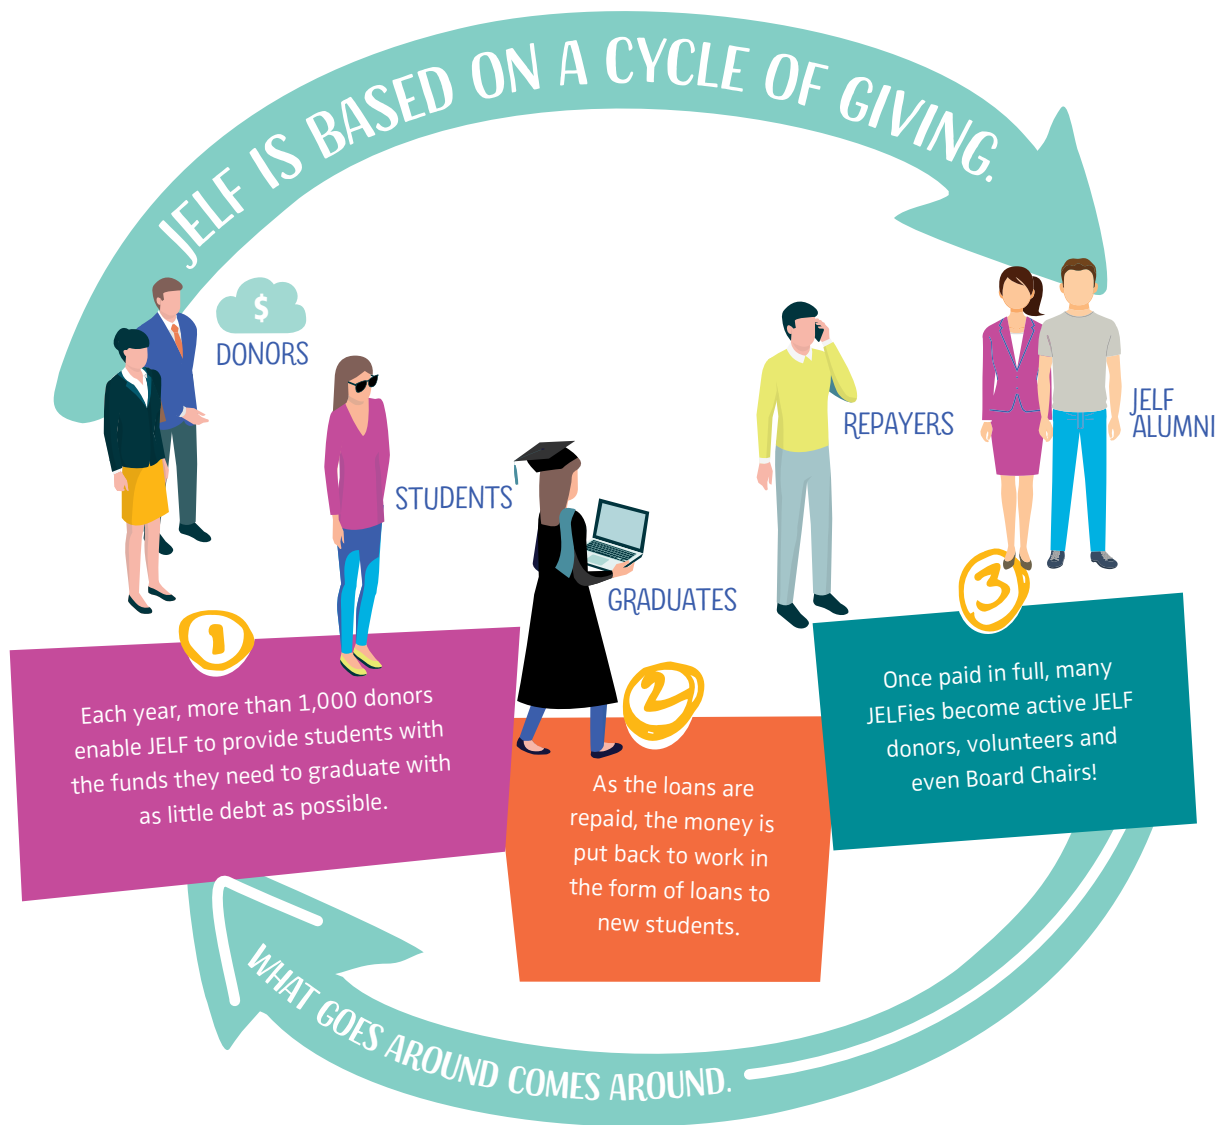 JELF IS BASED ON A CYCLE OF GIVING.
$
DONORS
STUDENTS
GRADUATES
REPAYERS
JELF
ALUMNI
1
Each year, more than 1,000 donors
enable JELF to provide students with
the funds they need to graduate with
as little debt as possible.
2
As the loans are
repaid, the money is
put back to work in
the form of loans to
new students.
3
Once paid in full, many
JELFies become active JELF
donors, volunteers and
even Board Chairs!
WHAT GOES AROUND COMES AROUND.